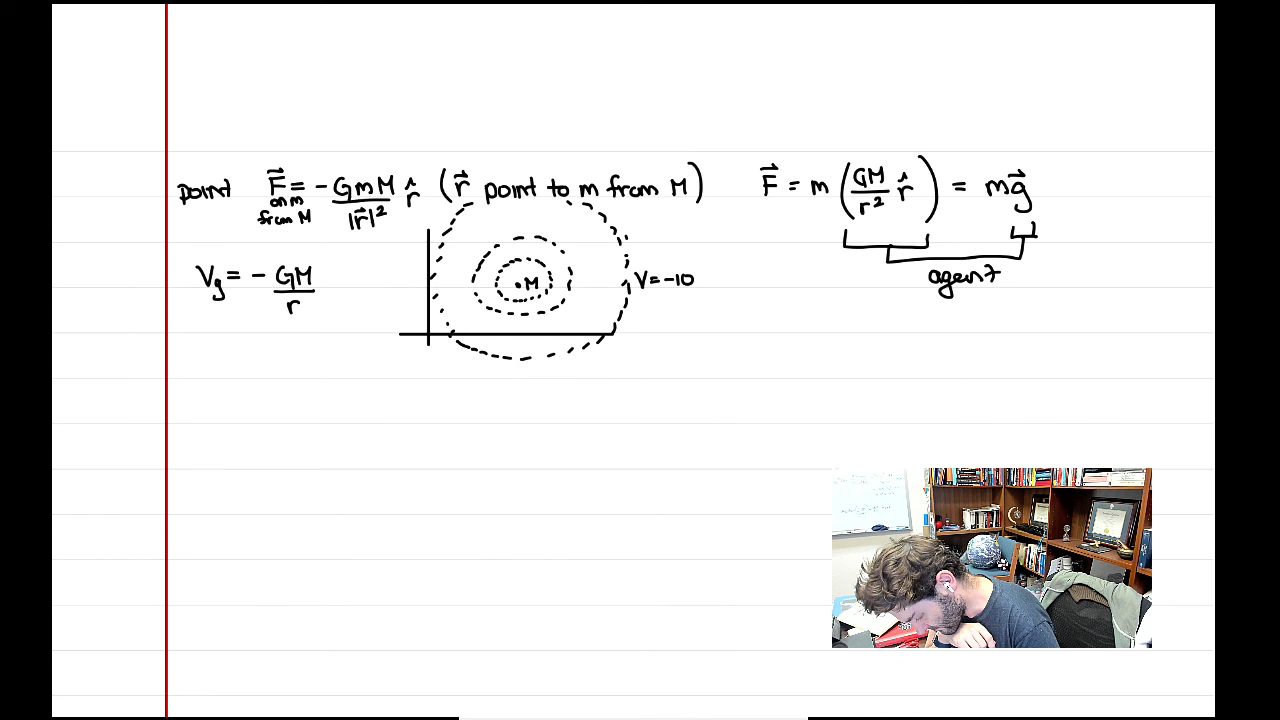 point F⃗ = - GmM/|r⃗|² r̂ (r⃗ point to m from M)
on m
from M
F⃗ = m (GM/r² r̂) = mg⃗
agent
Vg = - GM/r
M
V = -10